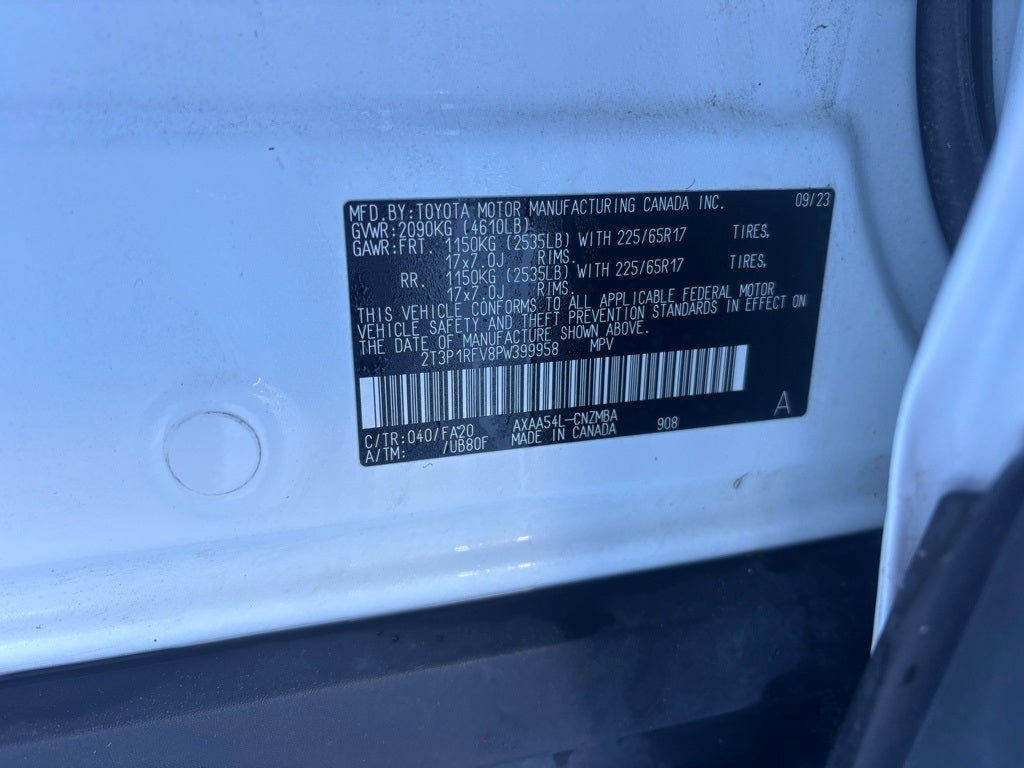 MFD. BY: TOYOTA MOTOR MANUFACTURING CANADA INC. 09/23
GVWR: 2090KG (4610LB)
GAWR: FRT. 1150KG (2535LB) WITH 225/65R17 TIRES,
17x7.0J RIMS.
RR. 1150KG (2535LB) WITH 225/65R17 TIRES,
17x7.0J RIMS.
THIS VEHICLE CONFORMS TO ALL APPLICABLE FEDERAL MOTOR
VEHICLE SAFETY AND THEFT PREVENTION STANDARDS IN EFFECT ON
THE DATE OF MANUFACTURE SHOWN ABOVE.
2T3P1RFV8PW399958 MPV
A
C/TR: 040/FA20 AXAA54L-CNZMBA 908
A/TM: /UB80F MADE IN CANADA